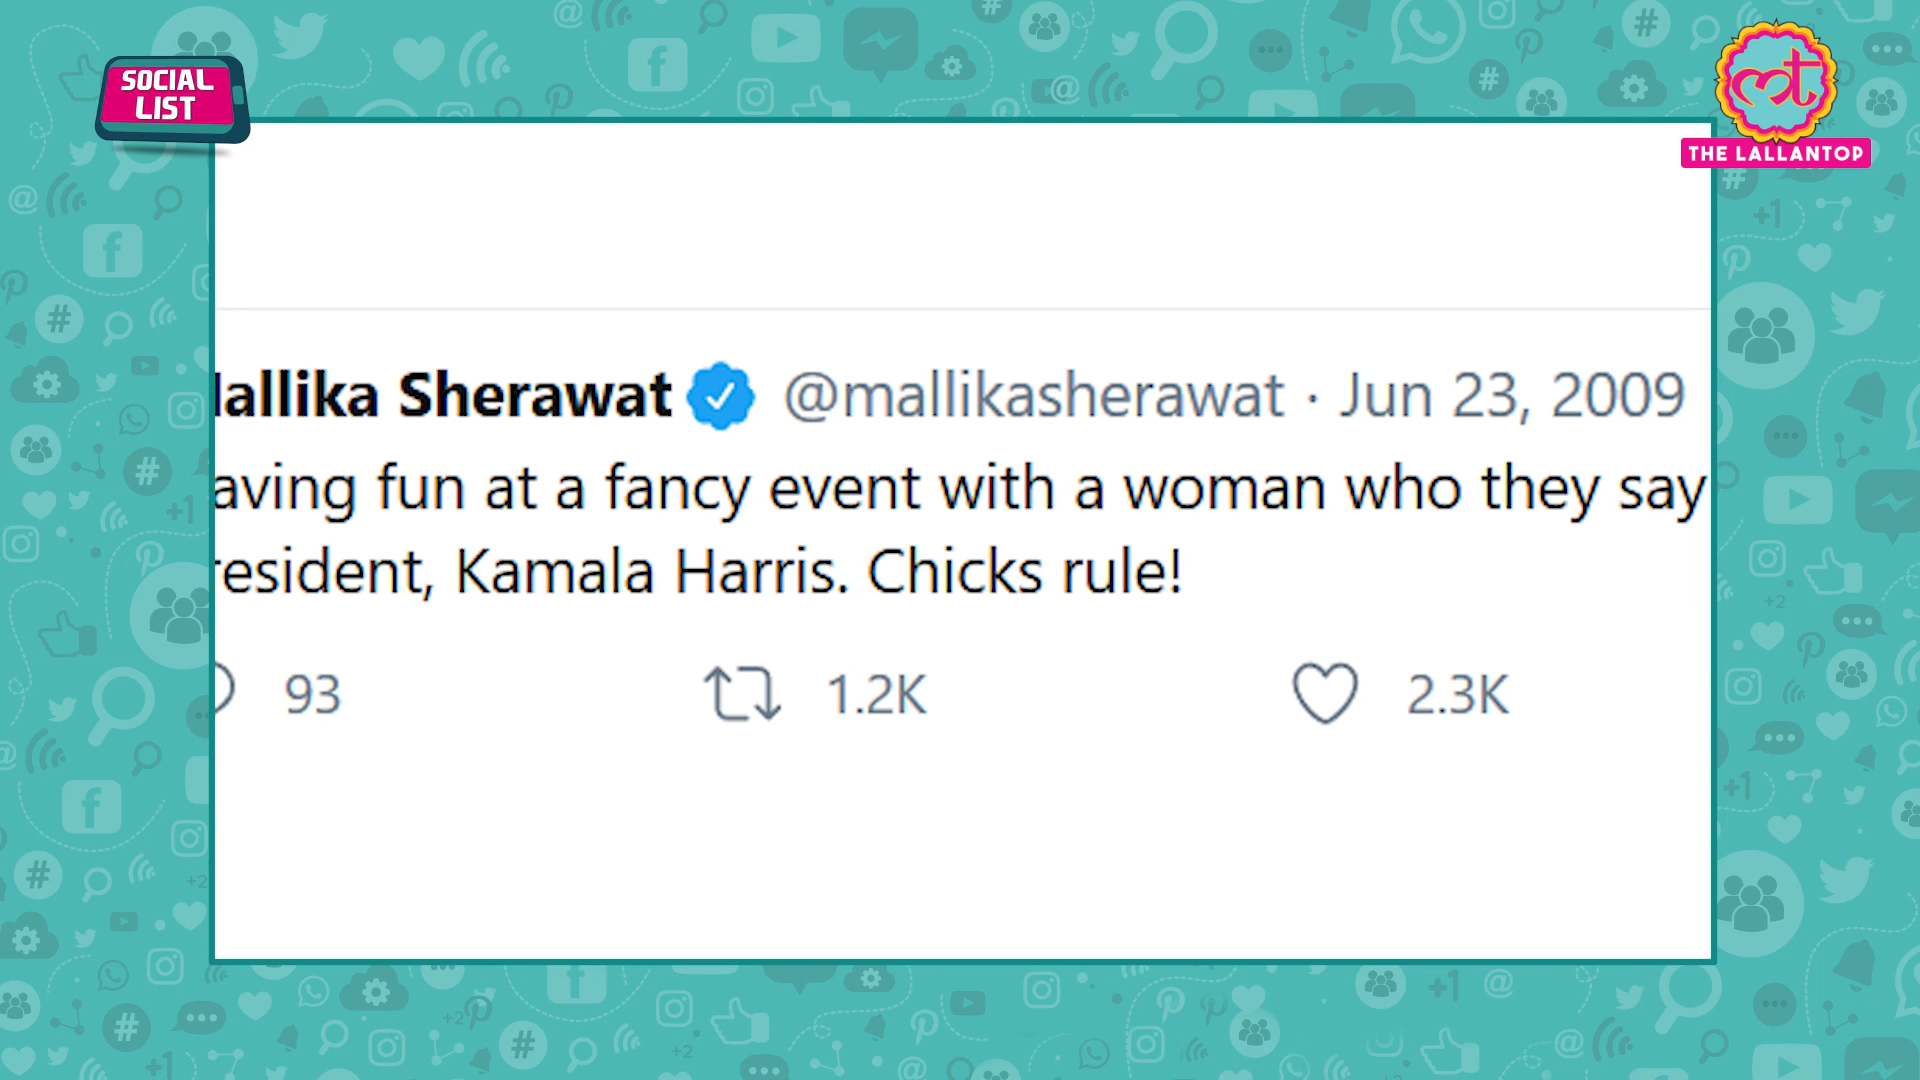 SOCIAL
LIST
THE LALLANTOP
allika Sherawat @mallikasherawat · Jun 23, 2009
aving fun at a fancy event with a woman who they say
resident, Kamala Harris. Chicks rule!
93 1.2K 2.3K